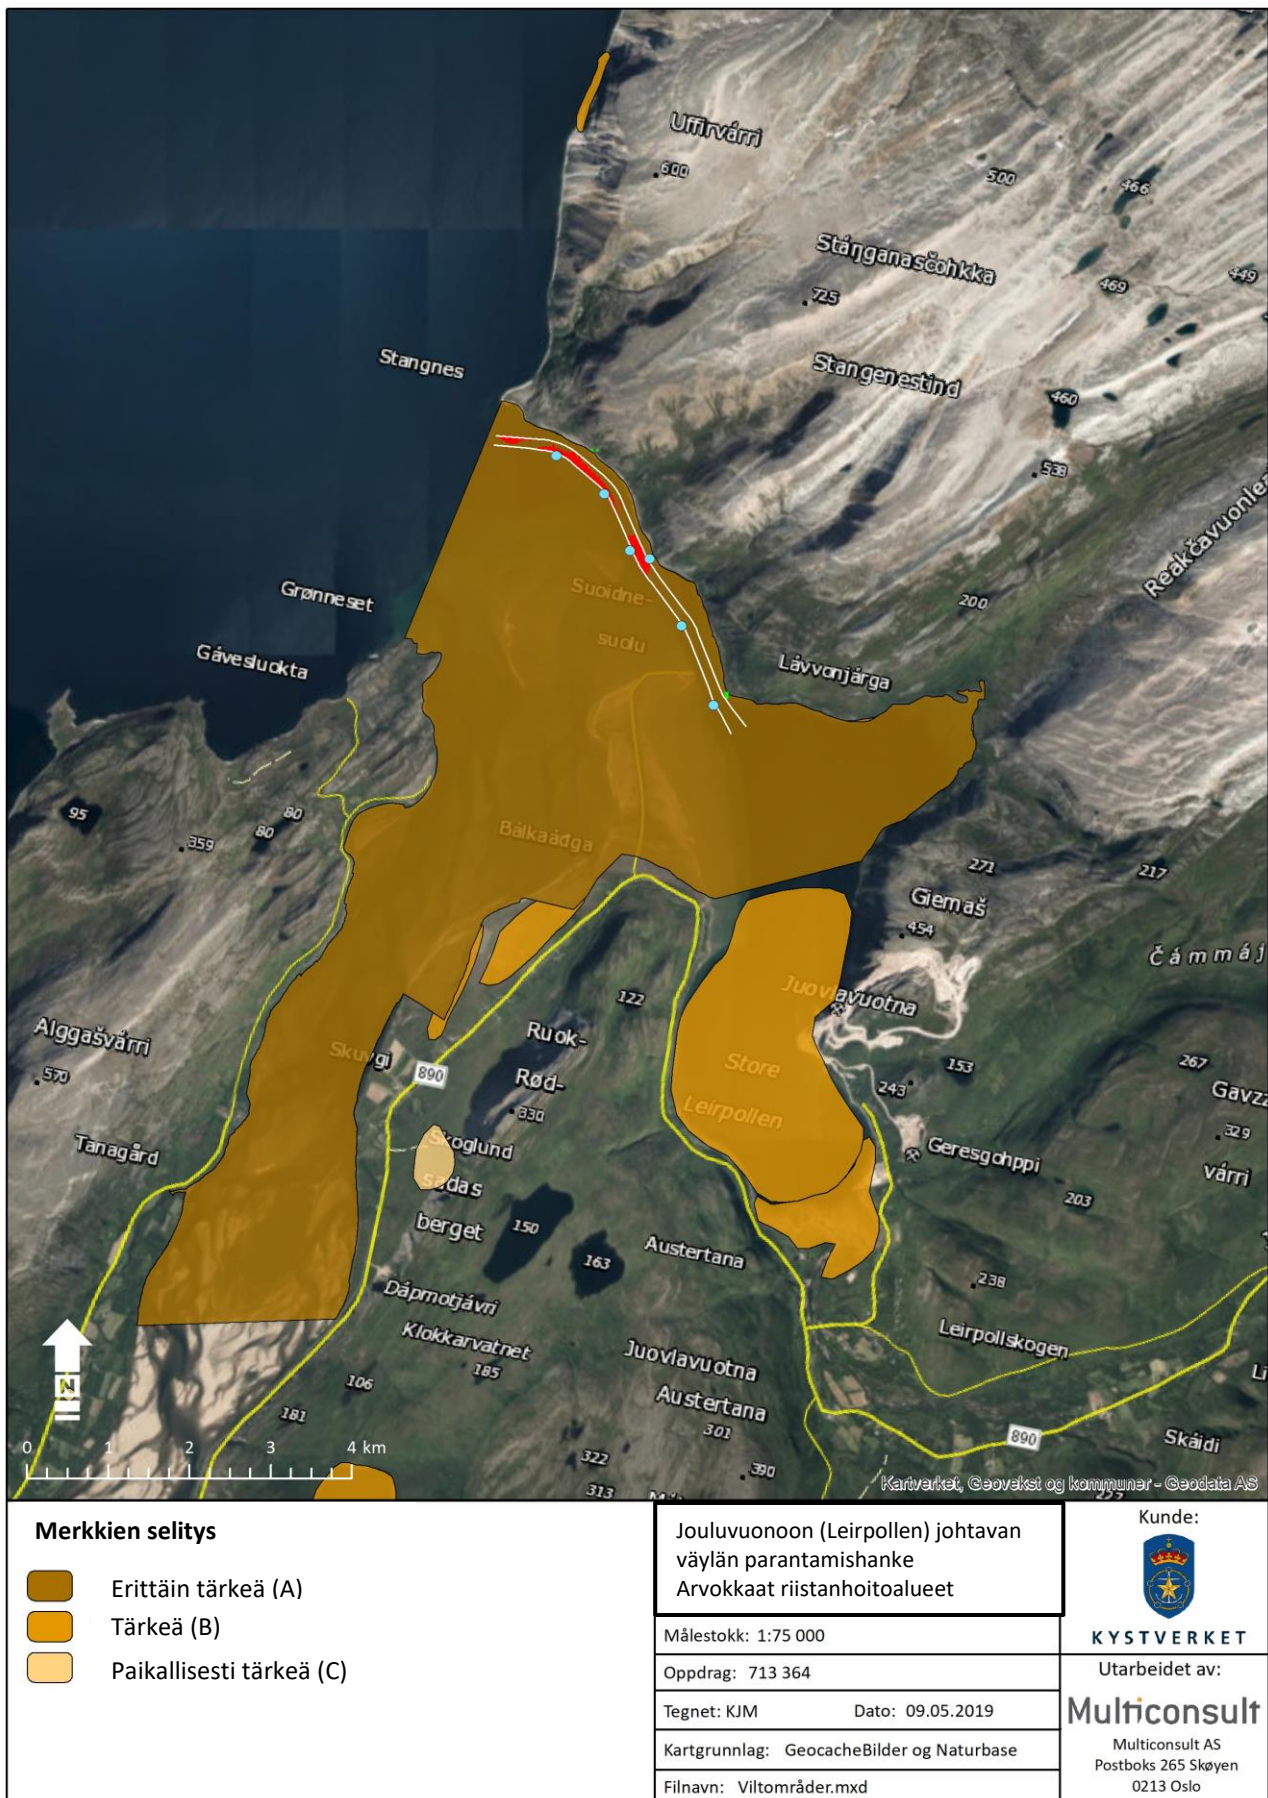 Uffirvárri
600
500
466
Stáŋganaščohkka
469
449
725
Stangnes
Stangenestind
460
538
Reakčavuonlea
Grønneset
Suoidne-
suolu
200
Gávesluokta
Lávvonjárga
95
80
80
359
Bálkaáđga
271
217
Giemaš
454
Čámmáj
Juovlavuotna
122
Alggašvárri
Ruok-
Skuvgi
890
570
Rød-
Store
153
267
243
Gavzz
330
Leirpollen
329
Tanagård
Skoglund
Geresgohppi
várri
sadas
203
berget
150
163
Austertana
238
Dápmotjávri
Klokkarvatnet
Leirpollskogen
Juovlavuotna
185
Li
106
Austertana
181
301
890
Skáidi
0 1 2 3 4 km
322
390
313
Kartverket, Geovekst og kommuner - Geodata AS
Merkkien selitys
Erittäin tärkeä (A)
Tärkeä (B)
Paikallisesti tärkeä (C)
Jouluvuonoon (Leirpollen) johtavan
väylän parantamishanke
Arvokkaat riistanhoitoalueet
Målestokk: 1:75 000
Oppdrag: 713 364
Tegnet: KJM Dato: 09.05.2019
Kartgrunnlag: GeocacheBilder og Naturbase
Filnavn: Viltområder.mxd
Kunde:
KYSTVERKET
Utarbeidet av:
Multiconsult
Multiconsult AS
Postboks 265 Skøyen
0213 Oslo